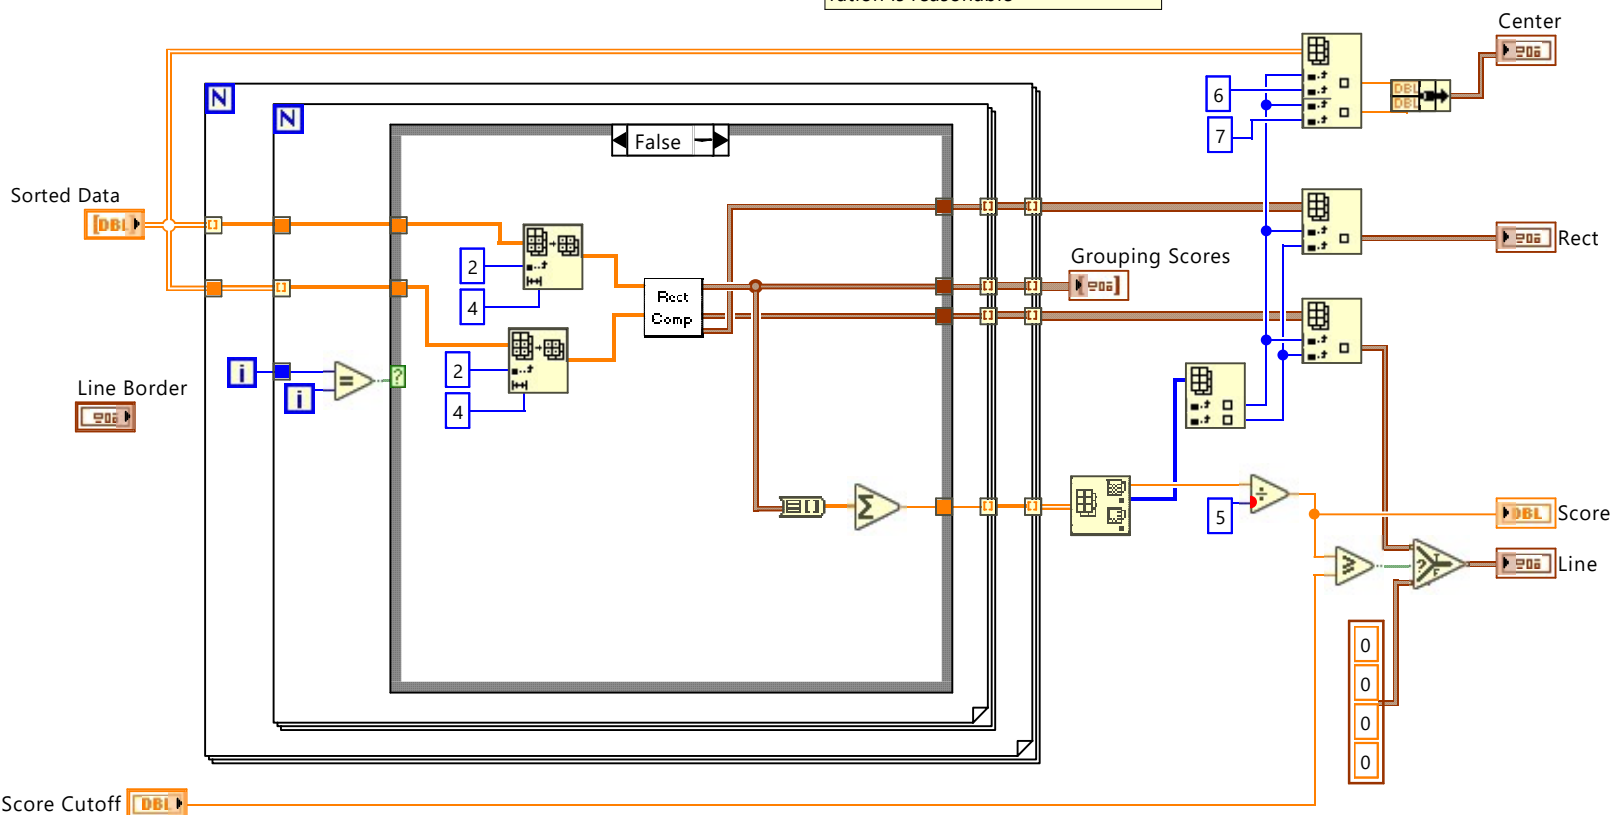 Center
N
N
6
False
7
Sorted Data
[DBL]
DBL
DBL
2
Rect
Grouping Scores
4
Rect
Comp
i
=
?
2
Line Border
i
4
[]
Σ
÷
5
DBL
Score
≥
?
T
F
Line
0
0
0
0
Score Cutoff
DBL